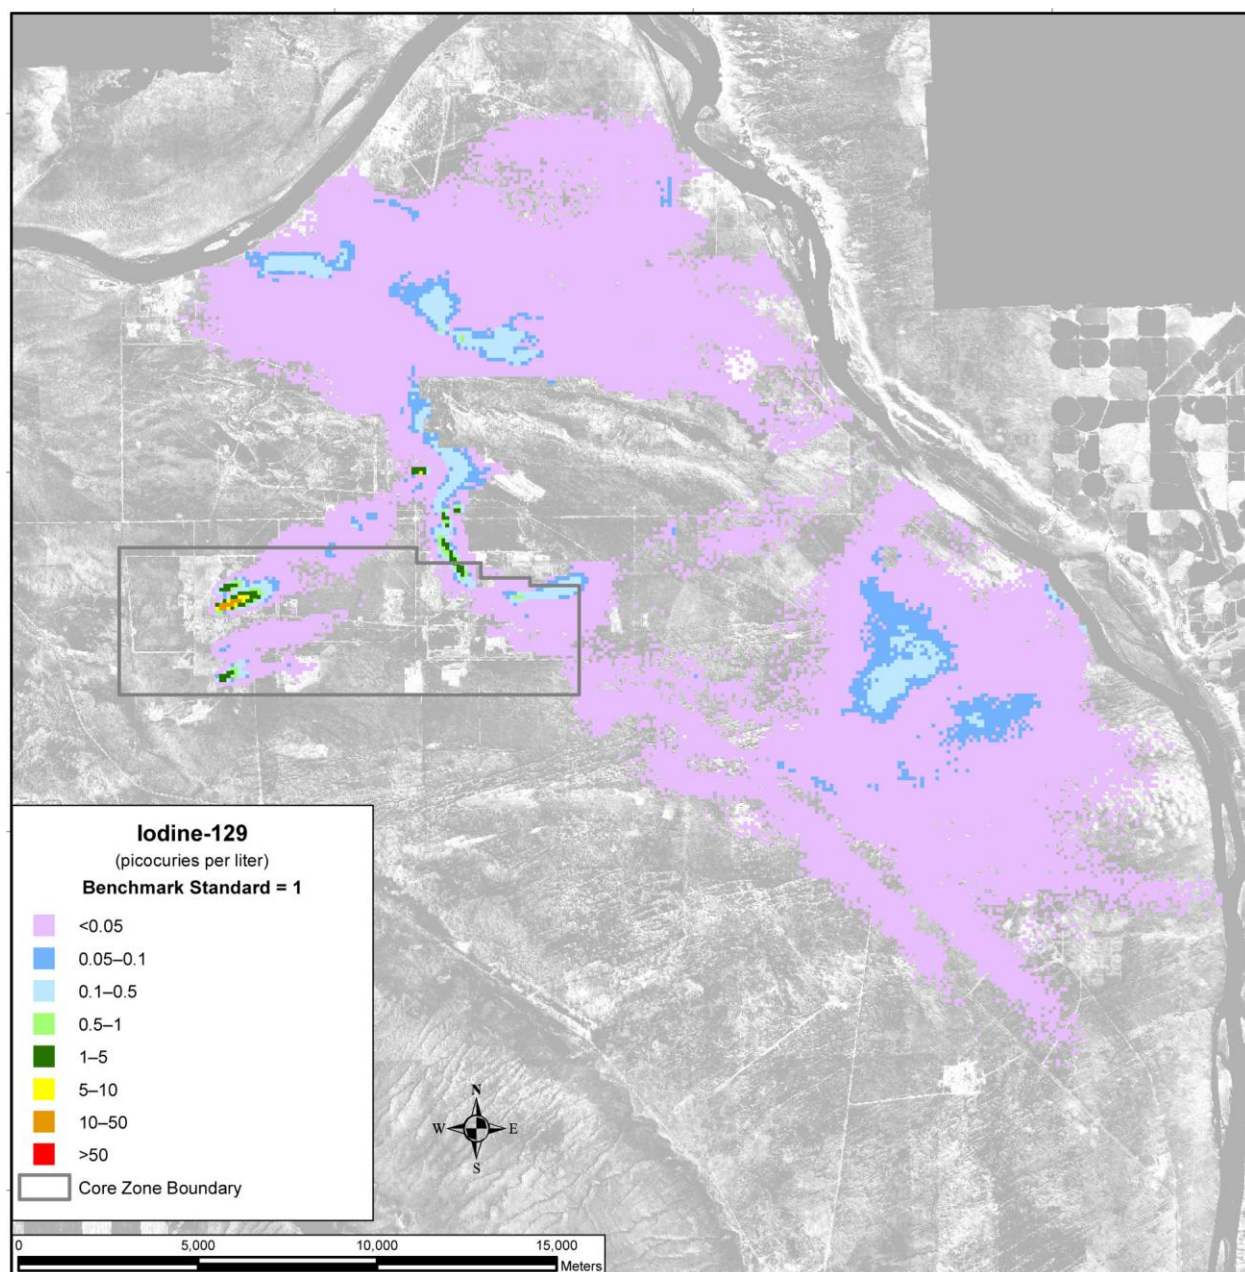 Iodine-129
(picocuries per liter)
Benchmark Standard = 1
<0.05
0.05–0.1
0.1–0.5
0.5–1
1–5
5–10
10–50
>50
Core Zone Boundary
N
W E
S
0 5,000 10,000 15,000
Meters